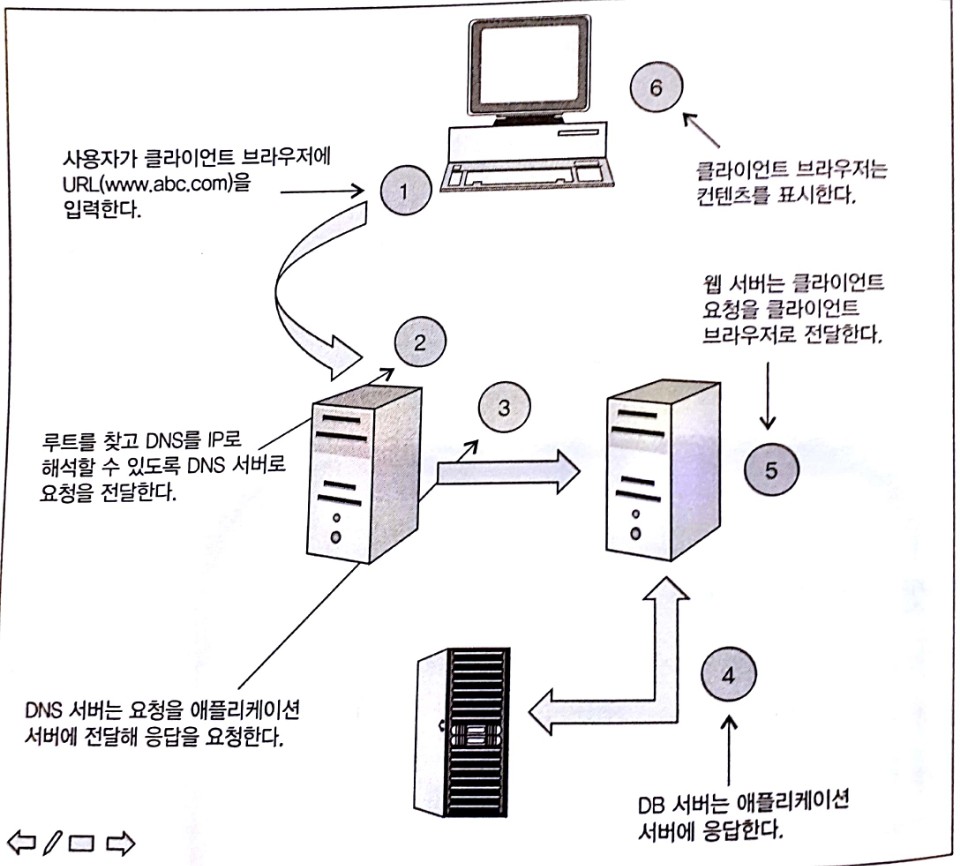 6
사용자가 클라이언트 브라우저에
URL(www.abc.com)을
입력한다.
1
클라이언트 브라우저는
컨텐츠를 표시한다.
웹 서버는 클라이언트
요청을 클라이언트
브라우저로 전달한다.
2
3
루트를 찾고 DNS를 IP로
해석할 수 있도록 DNS 서버로
요청을 전달한다.
5
4
DNS 서버는 요청을 애플리케이션
서버에 전달해 응답을 요청한다.
DB 서버는 애플리케이션
서버에 응답한다.